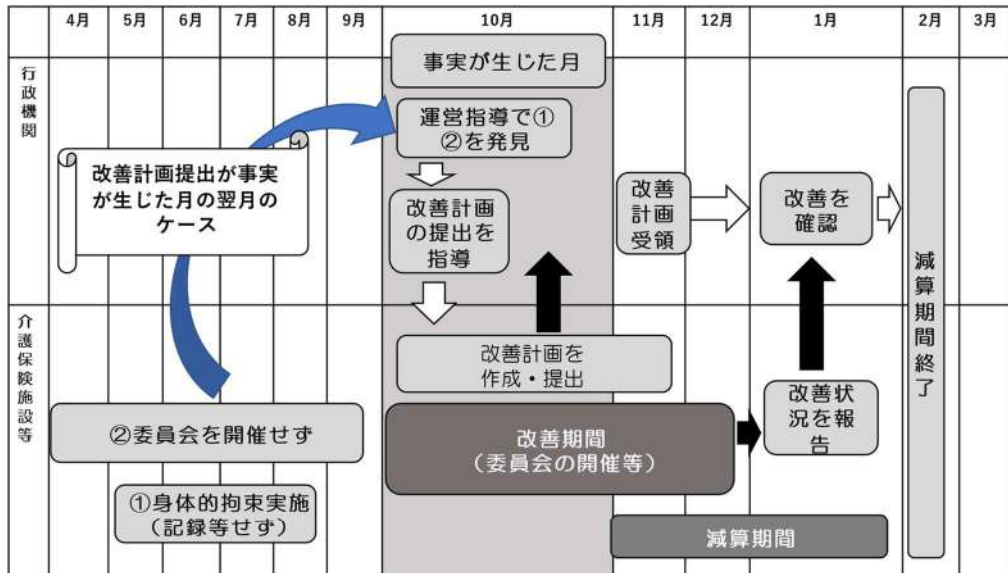 4月 5月 6月 7月 8月 9月 10月 11月 12月 1月 2月 3月
行政機関
事実が生じた月
運営指導で①
②を発見
改善計画提出が事実
が生じた月の翌月の
ケース
改善計画
の提出を
指導
改善
計画
受領
改善を
確認
減算期間終了
介護保険施設等
改善計画を
作成・提出
②委員会を開催せず
改善期間
(委員会の開催等)
改善状
況を報
告
①身体的拘束実施
(記録等せず)
減算期間